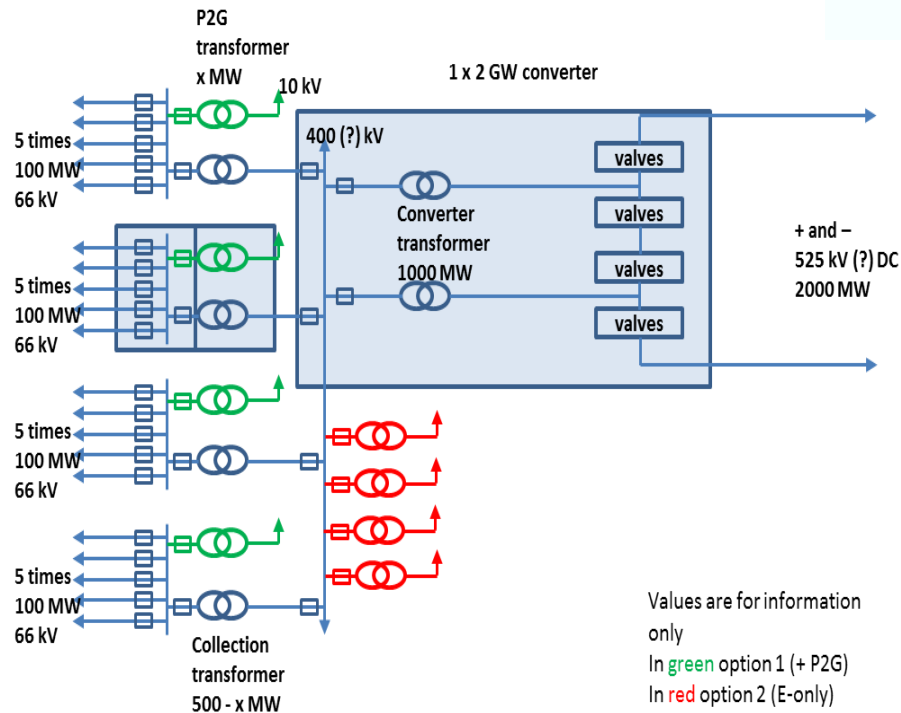 P2G
transformer
x MW
10 kV
1 x 2 GW converter
5 times
100 MW
66 kV
400 (?) kV
valves
valves
valves
valves
Converter
transformer
1000 MW
+ and –
525 kV (?) DC
2000 MW
5 times
100 MW
66 kV
5 times
100 MW
66 kV
5 times
100 MW
66 kV
Collection
transformer
500 - x MW
Values are for information
only
In green option 1 (+ P2G)
In red option 2 (E-only)